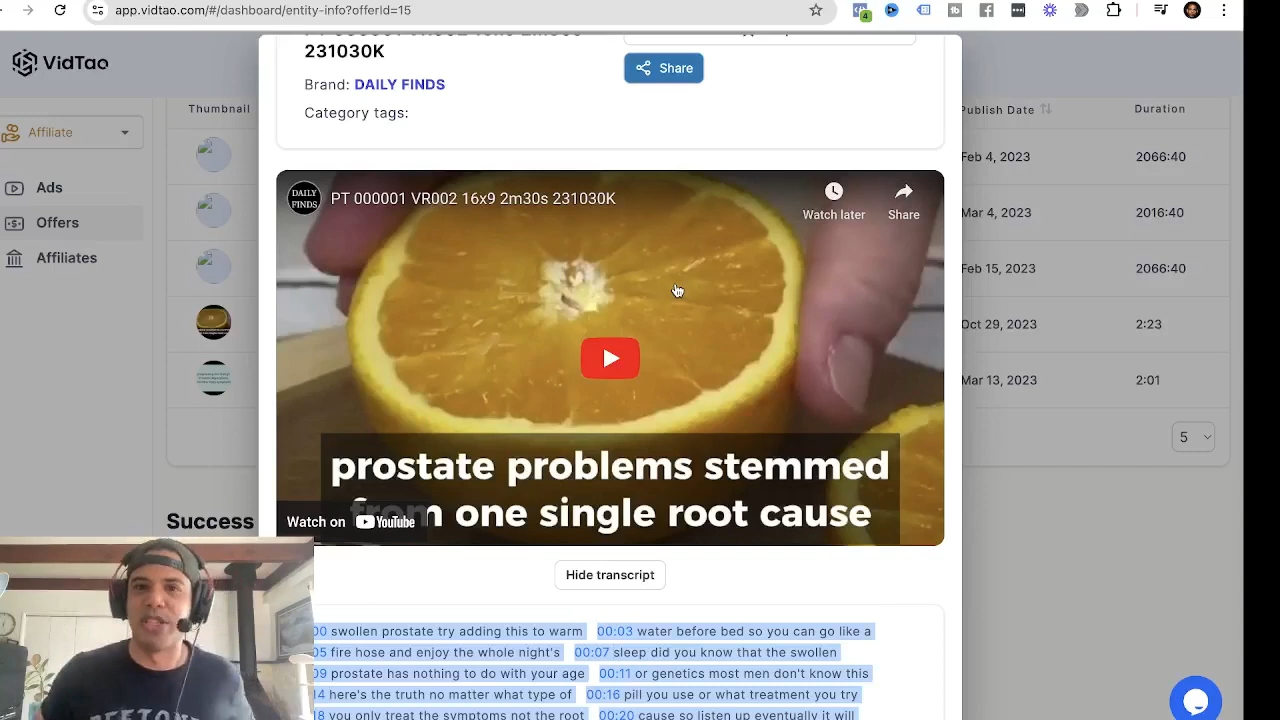 app.vidtao.com/#/dashboard/entity-info?offerId=15
4
VidTao
231030K
Share
Brand: DAILY FINDS
Category tags:
Thumbnail
Publish Date
Duration
Affiliate
Ads
Offers
Affiliates
Feb 4, 2023
2066:40
Mar 4, 2023
2016:40
Feb 15, 2023
2066:40
Oct 29, 2023
2:23
Mar 13, 2023
2:01
5
Success
DAILY
FINDS
PT 000001 VR002 16x9 2m30s 231030K
Watch later
Share
prostate problems stemmed
from one single root cause
Watch on YouTube
Hide transcript
00 swollen prostate try adding this to warm 00:03 water before bed so you can go like a
05 fire hose and enjoy the whole night's 00:07 sleep did you know that the swollen
09 prostate has nothing to do with your age 00:11 or genetics most men don't know this
14 here's the truth no matter what type of 00:16 pill you use or what treatment you try
18 you only treat the symptoms not the root 00:20 cause so listen up eventually it will